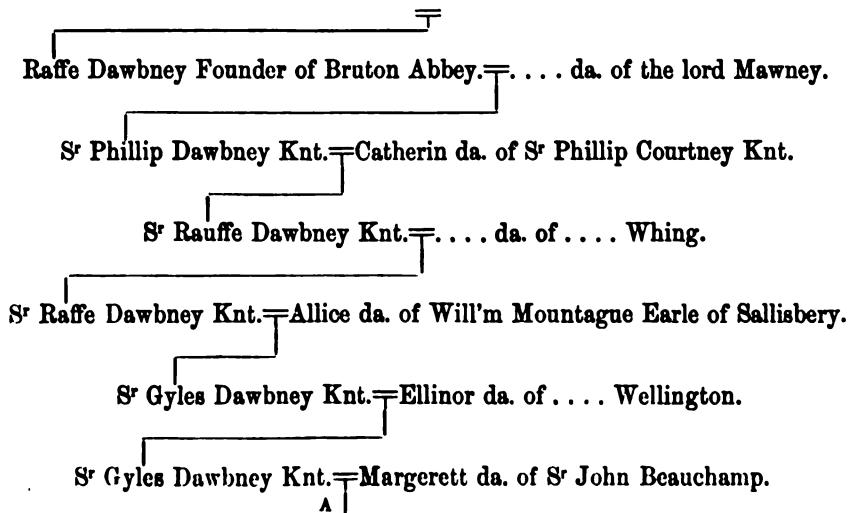 Raffe Dawbney Founder of Bruton Abbey.=. . . . da. of the lord Mawney.
Sʳ Phillip Dawbney Knt.=Catherin da. of Sʳ Phillip Courtney Knt.
Sʳ Rauffe Dawbney Knt.=. . . . da. of . . . . Whing.
Sʳ Raffe Dawbney Knt.=Allice da. of Will'm Mountague Earle of Sallisbery.
Sʳ Gyles Dawbney Knt.=Ellinor da. of . . . . Wellington.
Sʳ Gyles Dawbney Knt.=Margerett da. of Sʳ John Beauchamp.
A